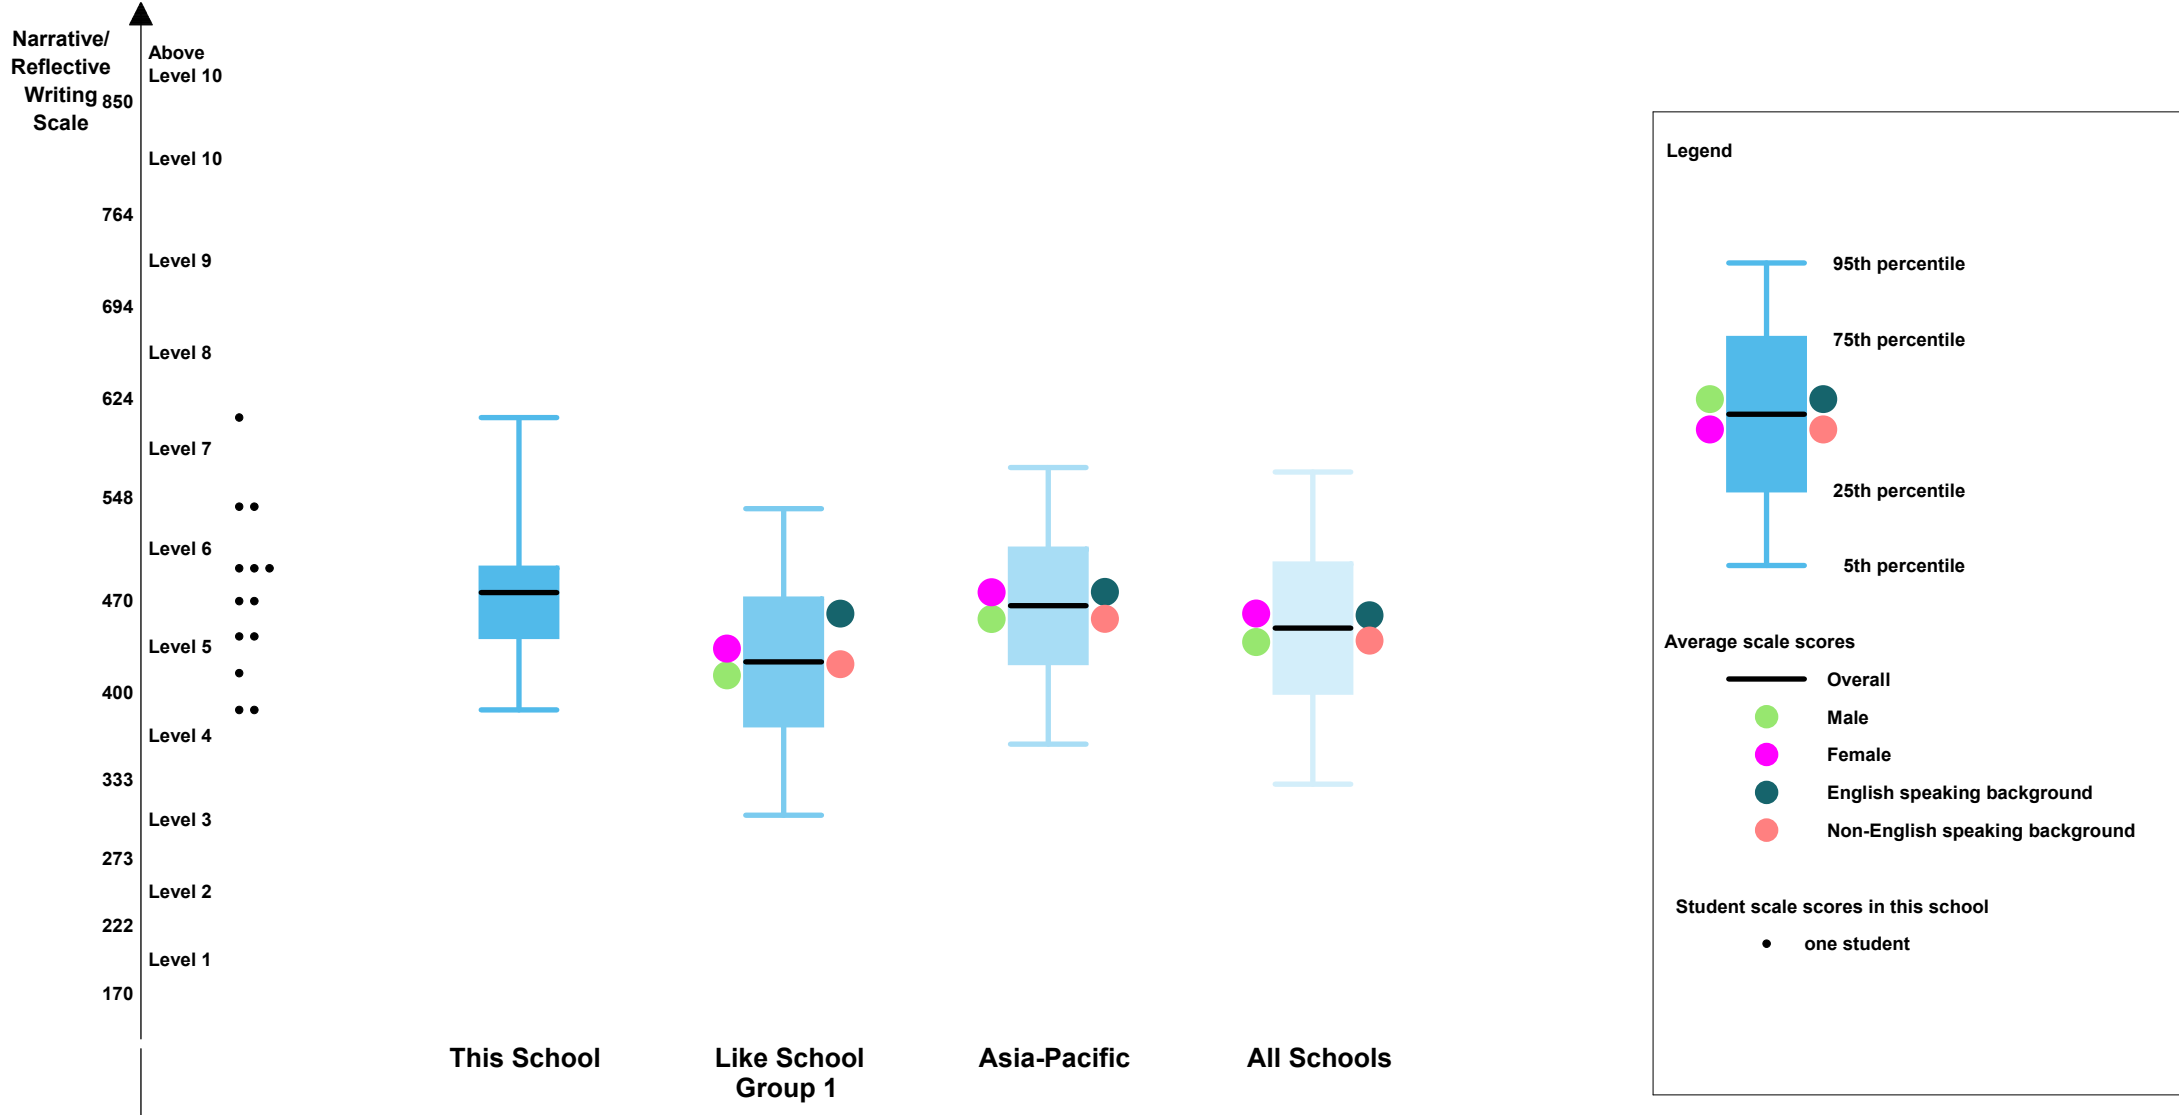 Narrative/
Reflective
Writing
Scale
Above
Level 10
850
Level 10
764
Level 9
694
Level 8
624
Level 7
548
Level 6
470
Level 5
400
Level 4
333
Level 3
273
Level 2
222
Level 1
170
This School
Like School
Group 1
Asia-Pacific
All Schools
Legend
95th percentile
75th percentile
25th percentile
5th percentile
Average scale scores
Overall
Male
Female
English speaking background
Non-English speaking background
Student scale scores in this school
one student